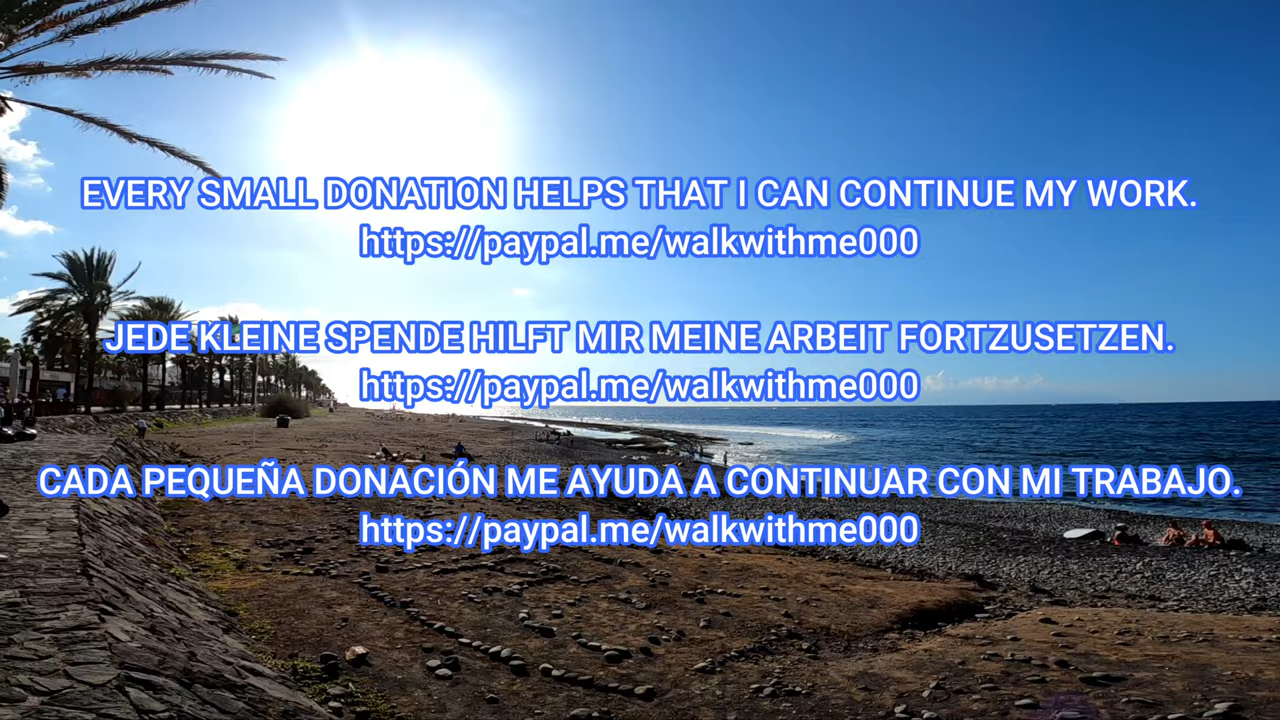 EVERY SMALL DONATION HELPS THAT I CAN CONTINUE MY WORK.
https://paypal.me/walkwithme000
JEDE KLEINE SPENDE HILFT MIR MEINE ARBEIT FORTZUSETZEN.
https://paypal.me/walkwithme000
CADA PEQUEÑA DONACIÓN ME AYUDA A CONTINUAR CON MI TRABAJO.
https://paypal.me/walkwithme000